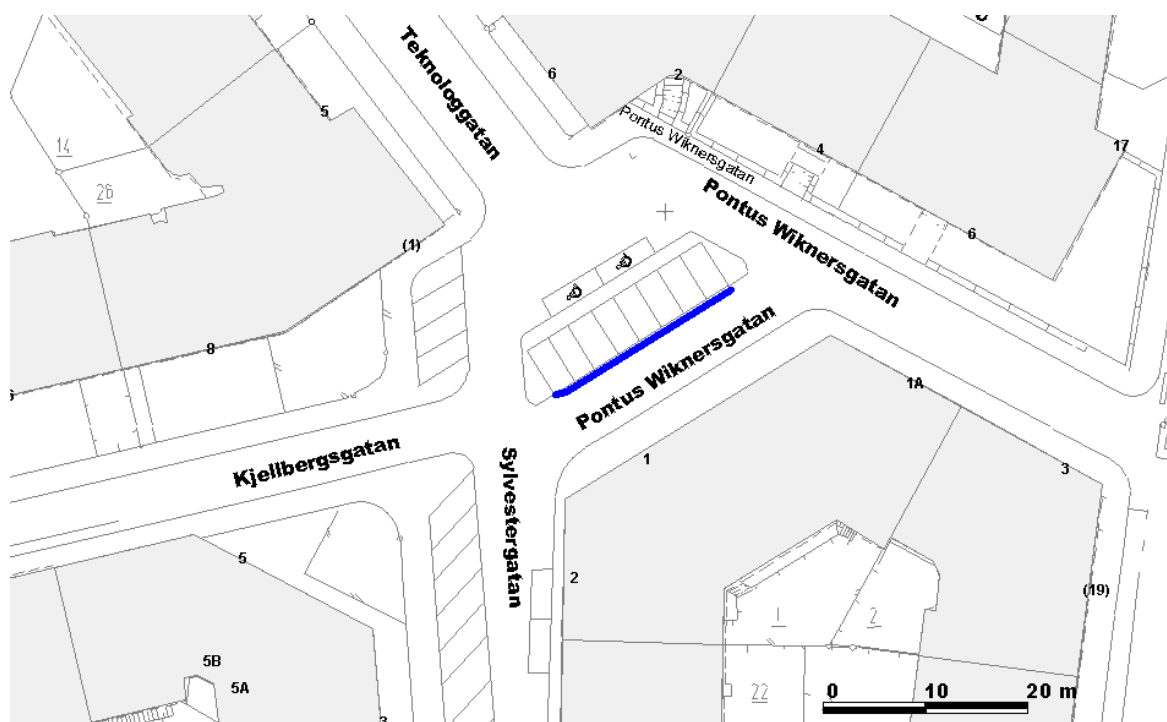 Teknologgatan
6
2
5
Pontus Wiknersgatan
4
17
14
26
Pontus Wiknersgatan
6
(1)
8
Pontus Wiknersgatan
1A
Kjellbergsgatan
1
3
Sylvestergatan
5
2
(19)
1
2
5B
5A
22
0
10
20 m
3